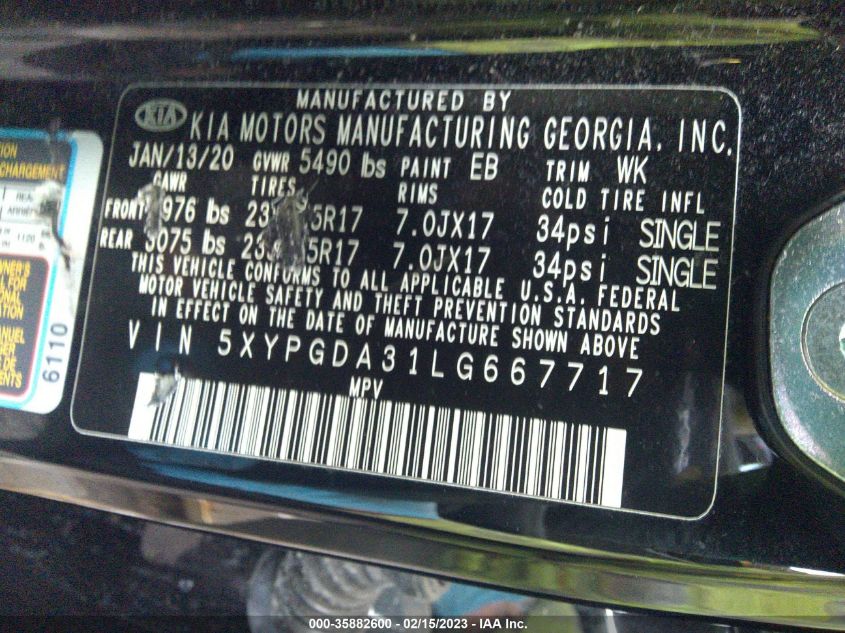 MANUFACTURED BY
KIA KIA MOTORS MANUFACTURING GEORGIA, INC.
JAN/13/20 GVWR 5490 lbs PAINT EB TRIM WK
GAWR TIRES RIMS COLD TIRE INFL
FRONT lbs 7.0JX17 34psi SINGLE
REAR lbs 7.0JX17 34psi SINGLE
THIS VEHICLE CONFORMS TO ALL APPLICABLE U.S.A. FEDERAL
MOTOR VEHICLE SAFETY AND THEFT PREVENTION STANDARDS
IN EFFECT ON THE DATE OF MANUFACTURE SHOWN ABOVE
VIN 5XYPGDA31LG667717
MPV
6110
000-35882600 - 02/15/2023 - IAA Inc.